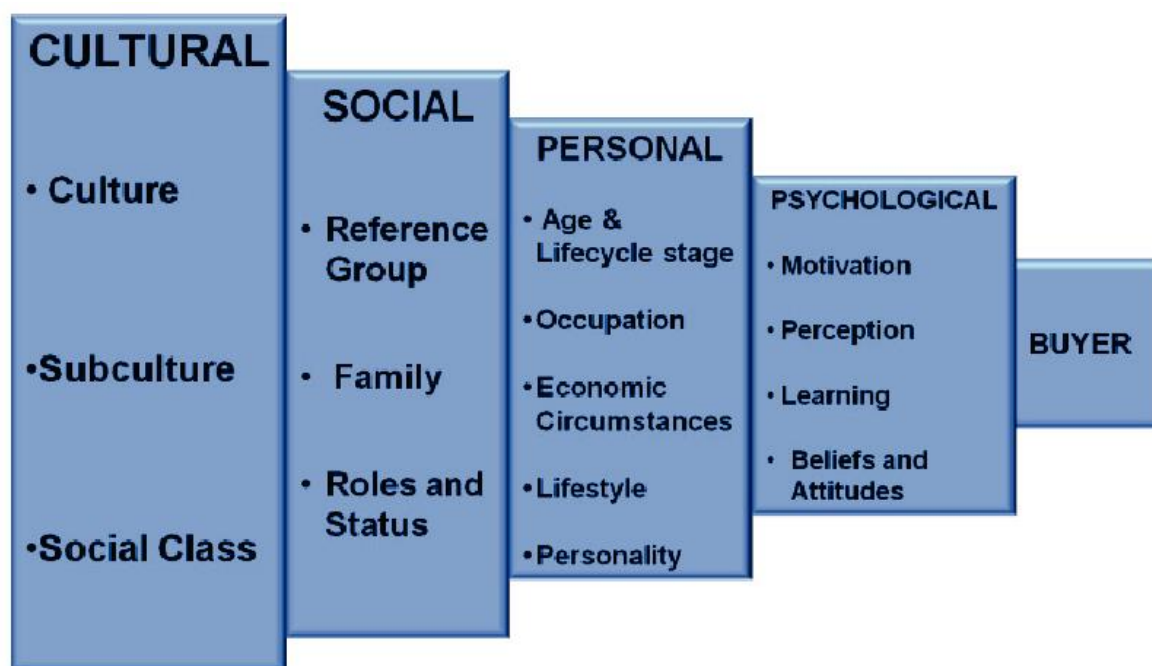 CULTURAL
• Culture
•Subculture
•Social Class
SOCIAL
• Reference
Group
• Family
• Roles and
Status
PERSONAL
• Age &
Lifecycle stage
•Occupation
•Economic
Circumstances
•Lifestyle
•Personality
PSYCHOLOGICAL
• Motivation
• Perception
• Learning
• Beliefs and
Attitudes
BUYER